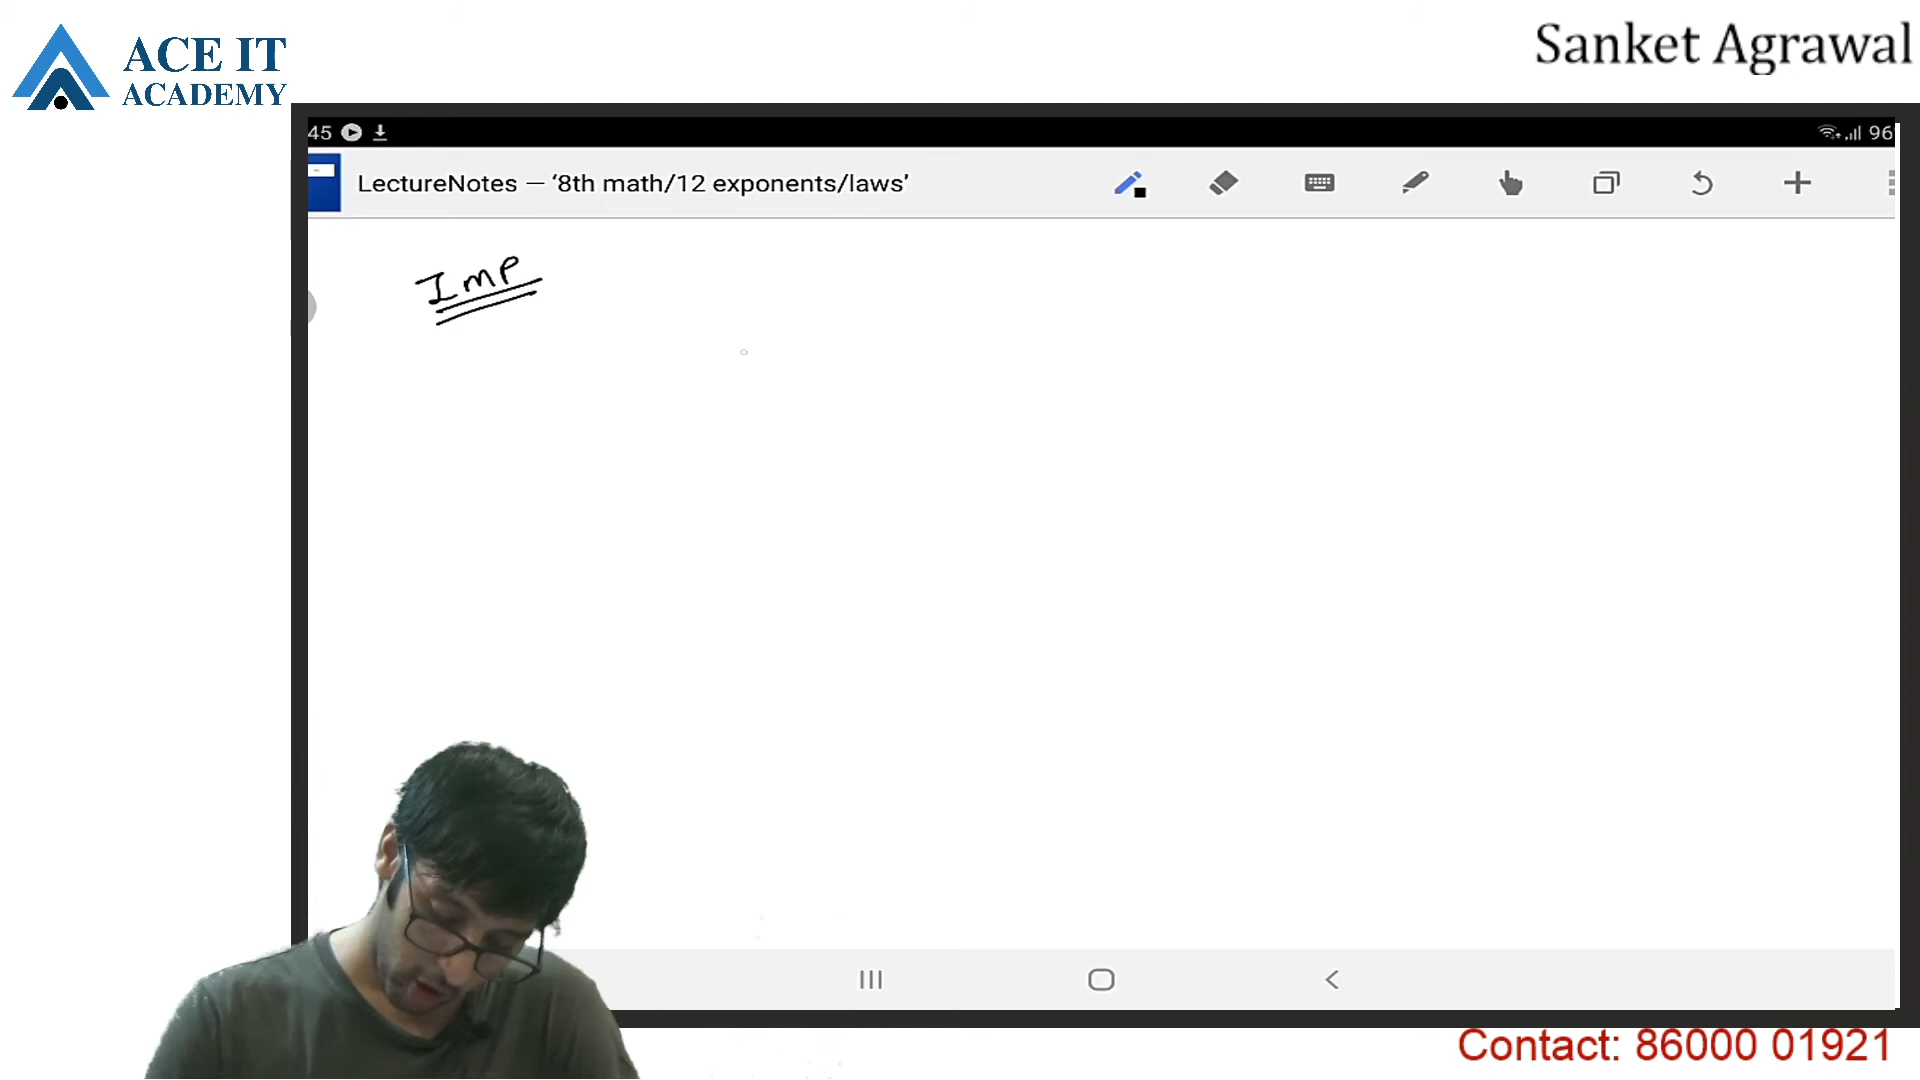 ACE IT
ACADEMY
Sanket Agrawal
45
96
LectureNotes — ‘8th math/12 exponents/laws’
Imp
Contact: 86000 01921